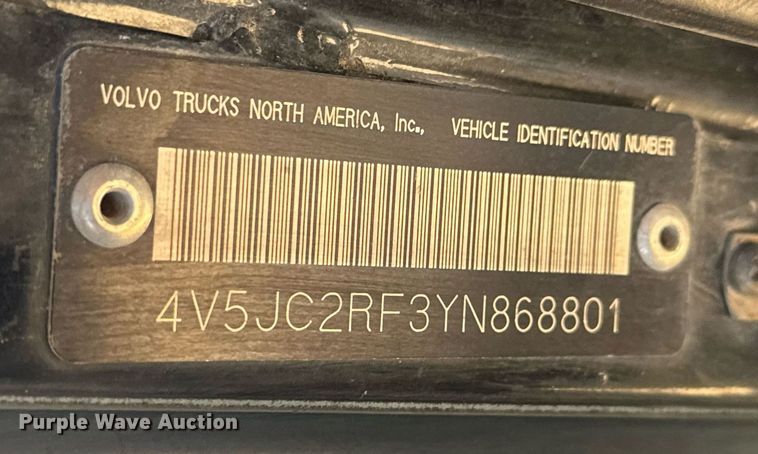 VOLVO TRUCKS NORTH AMERICA, Inc., VEHICLE IDENTIFICATION NUMBER
4V5JC2RF3YN868801
Purple Wave Auction